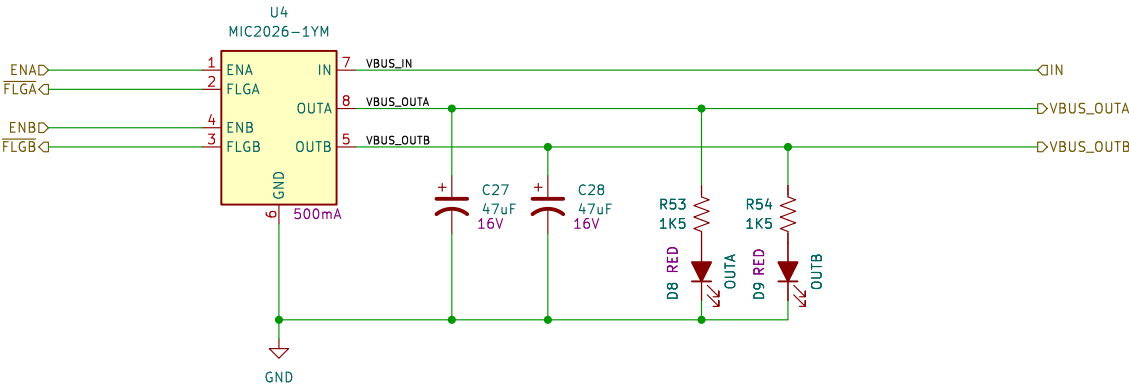 U4
MIC2026-1YM
ENA
FLGA
ENB
FLGB
1
2
4
3
ENA
FLGA
ENB
FLGB
IN
OUTA
OUTB
GND
7
8
5
6
500mA
VBUS_IN
VBUS_OUTA
VBUS_OUTB
IN
VBUS_OUTA
VBUS_OUTB
+
C27
47uF
16V
+
C28
47uF
16V
R53
1K5
R54
1K5
D8
RED
OUTA
D9
RED
OUTB
GND